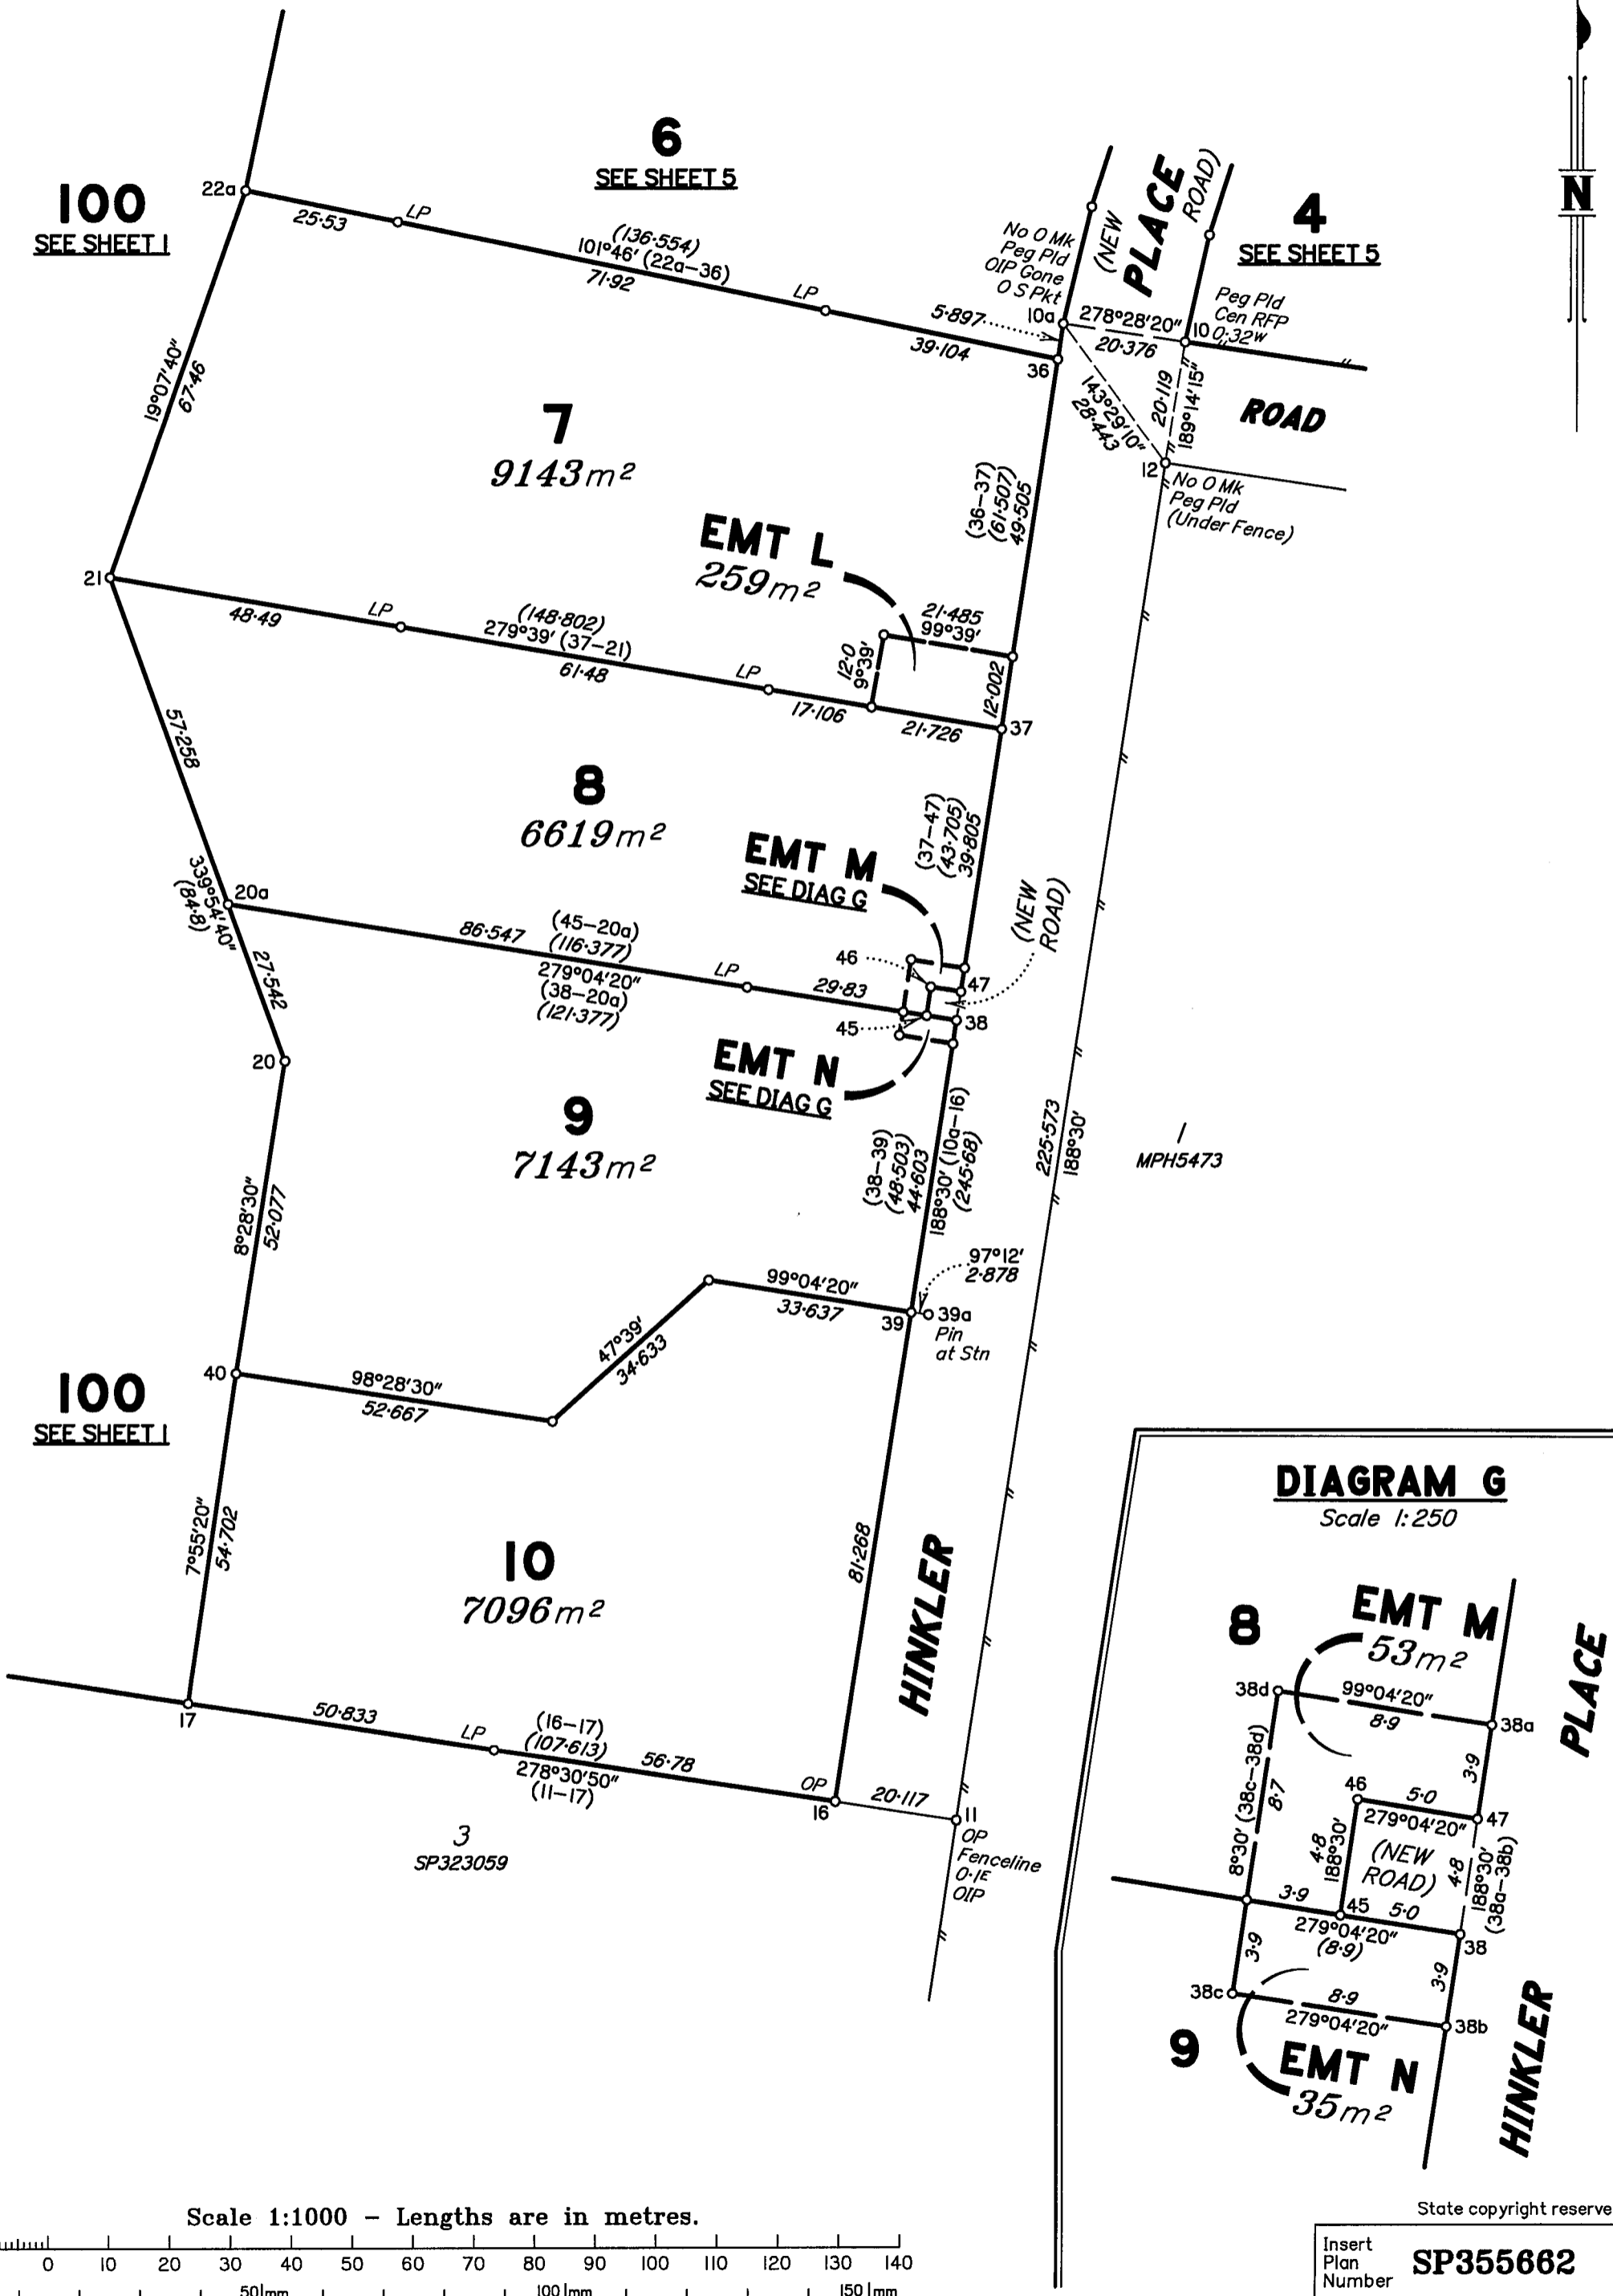 6
SEE SHEET 5
100
SEE SHEET 1
22a
25·53
LP
(136·554)
101°46' (22a-36)
71·92
LP
39·104
5·897
No O Mk
Peg Pld
OIP Gone
O S Pkt
10a
36
(NEW
PLACE
ROAD)
4
SEE SHEET 5
Peg Pld
Cen RFP
0·32w
10
278°28'20"
20·376
143°29'10"
28·443
20·119
189°14'15"
ROAD
12
No O Mk
Peg Pld
(Under Fence)
N
19°07'40"
67·46
7
9143m²
(36-37)
(61·507)
49·505
EMT L
259m²
21·485
99°39'
12·0
9°39'
12·002
21
48·49
LP
(148·802)
279°39' (37-21)
61·48
LP
17·106
21·726
37
57·258
8
6619m²
(37-47)
(43·705)
39·805
EMT M
SEE DIAG G
(NEW
ROAD)
339°54'40"
(84·8)
20a
27·542
86·547
(45-20a)
(116·377)
279°04'20"
(38-20a)
(121·377)
LP
29·83
46
47
45
38
EMT N
SEE DIAG G
20
9
7143m²
(38-39)
(48·503)
44·603
188°30' (10a-16)
(245·68)
225·573
188°30'
1
MPH5473
8°28'30"
52·077
97°12'
2·878
99°04'20"
33·637
39
39a
Pin
at Stn
47°39'
34·633
40
98°28'30"
52·667
100
SEE SHEET 1
7°55'20"
54·702
10
7096m²
81·268
HINKLER
17
50·833
LP
(16-17)
(107·613)
278°30'50"
(11-17)
56·78
OP
16
20·117
11
OP
Fenceline
0·1E
OIP
3
SP323059
DIAGRAM G
Scale 1:250
8
EMT M
53m²
PLACE
38d
99°04'20"
8·9
38a
8°30' (38c-38d)
8·7
3·9
46
5·0
279°04'20"
47
4·8
188°30'
(NEW
ROAD)
4·8
188°30'
(38a-38b)
3·9
45
5·0
279°04'20"
(8·9)
38
3·9
3·9
38c
8·9
279°04'20"
38b
9
EMT N
35m²
HINKLER
Scale 1:1000 – Lengths are in metres.
0 10 20 30 40 50 60 70 80 90 100 110 120 130 140
50mm 100mm 150mm
State copyright reserve
Insert
Plan
Number
SP355662